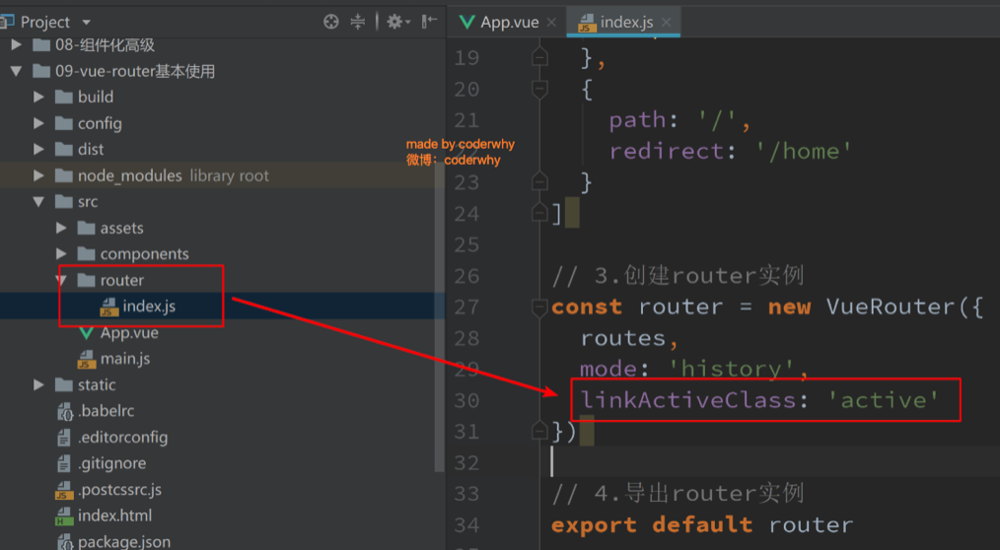 Project
08-组件化高级
09-vue-router基本使用
build
config
dist
node_modules library root
src
assets
components
router
index.js
App.vue
main.js
static
.babelrc
.editorconfig
.gitignore
.postcssrc.js
index.html
package.json
made by coderwhy
微博：coderwhy
App.vue
index.js
19 },
20 {
21 path: '/',
redirect: '/home'
23 }
24 ]
25
26 // 3.创建router实例
27 const router = new VueRouter({
28 routes,
29 mode: 'history',
30 linkActiveClass: 'active'
31 })
32
33 // 4.导出router实例
34 export default router